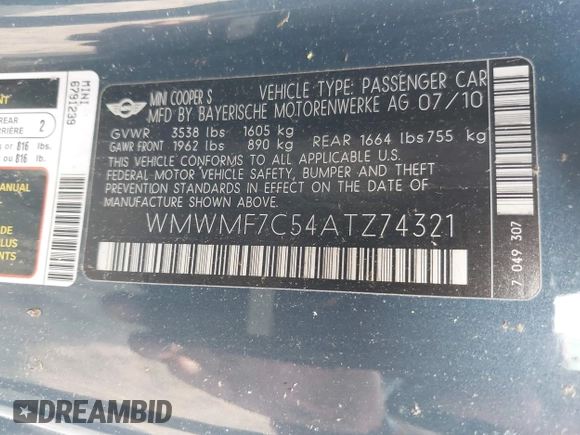 MINI COOPER S VEHICLE TYPE: PASSENGER CAR
MFD BY BAYERISCHE MOTORENWERKE AG 07/10
GVWR 3538 lbs 1605 kg
GAWR FRONT 1962 lbs 890 kg REAR 1664 lbs 755 kg
THIS VEHICLE CONFORMS TO ALL APPLICABLE U.S.
FEDERAL MOTOR VEHICLE SAFETY, BUMPER AND THEFT
PREVENTION STANDARDS IN EFFECT ON THE DATE OF
MANUFACTURE SHOWN ABOVE.
WMWMF7C54ATZ74321
7 049 307
MINI
6791239
REAR 2
or 816 lbs.
ou 816 lb.
MANUAL
DREAMBID